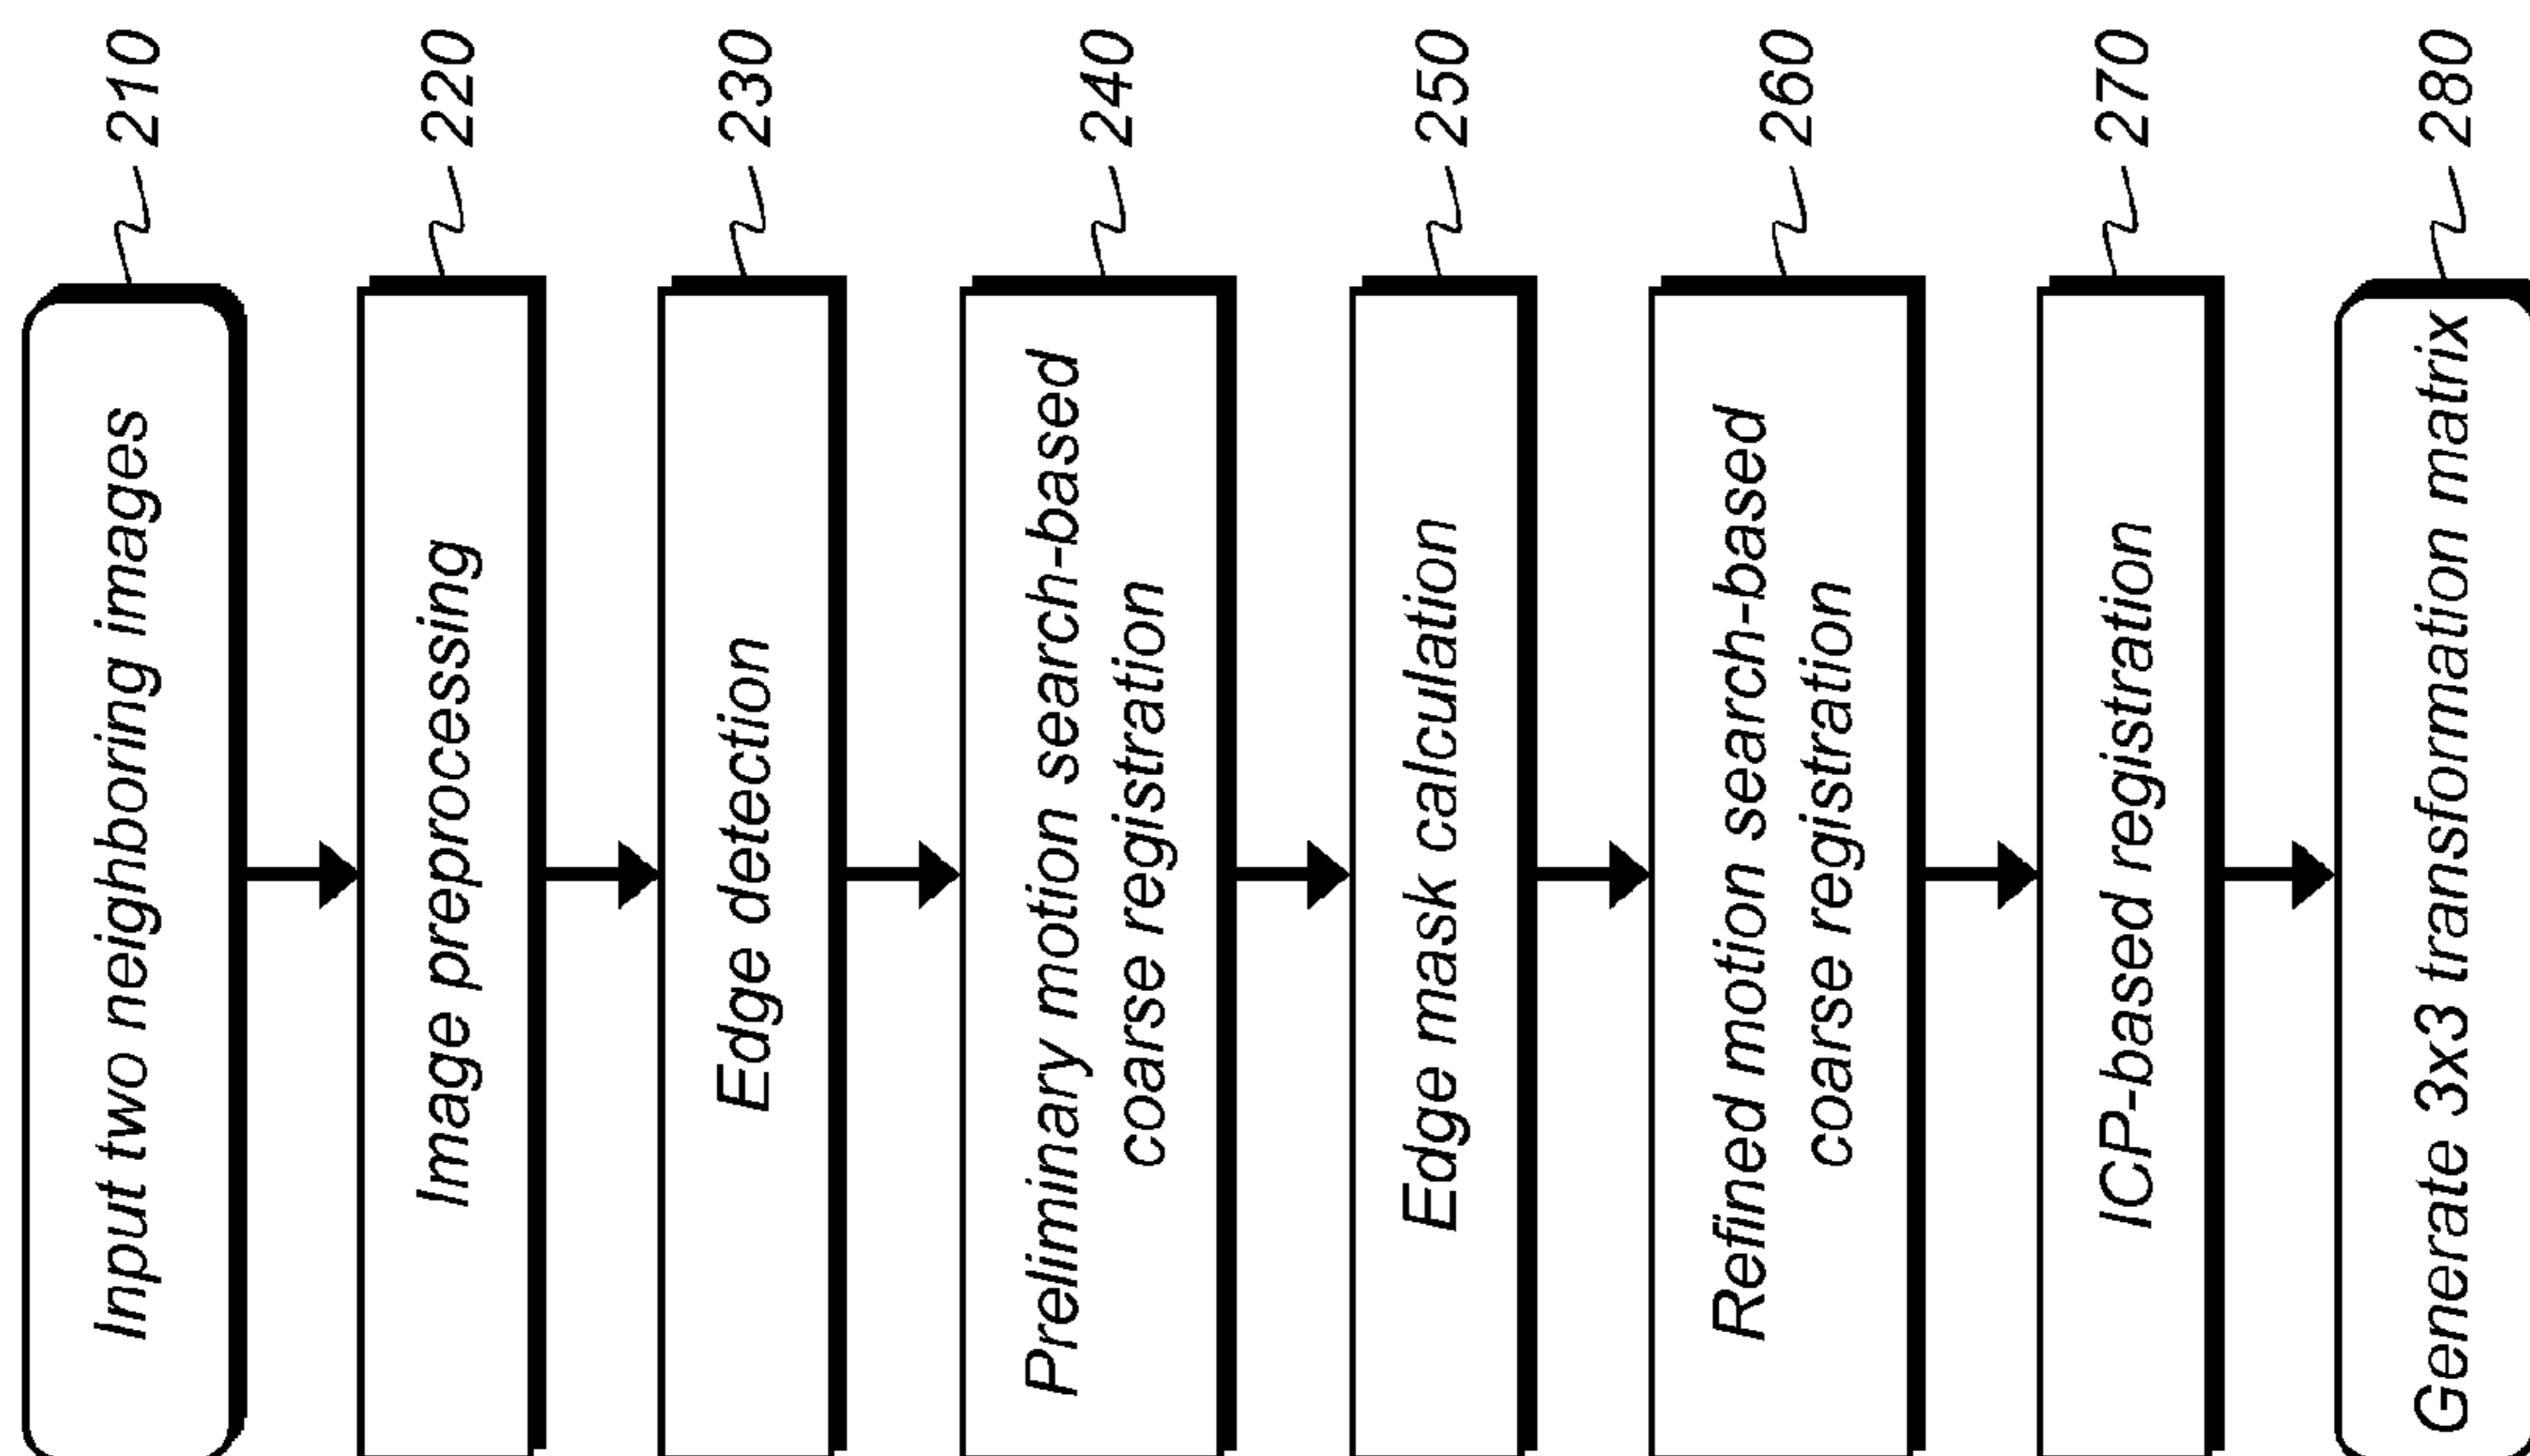 Input two neighboring images
210
Image preprocessing
220
Edge detection
230
Preliminary motion search-based
coarse registration
240
Edge mask calculation
250
Refined motion search-based
coarse registration
260
ICP-based registration
270
Generate 3x3 transformation matrix
280